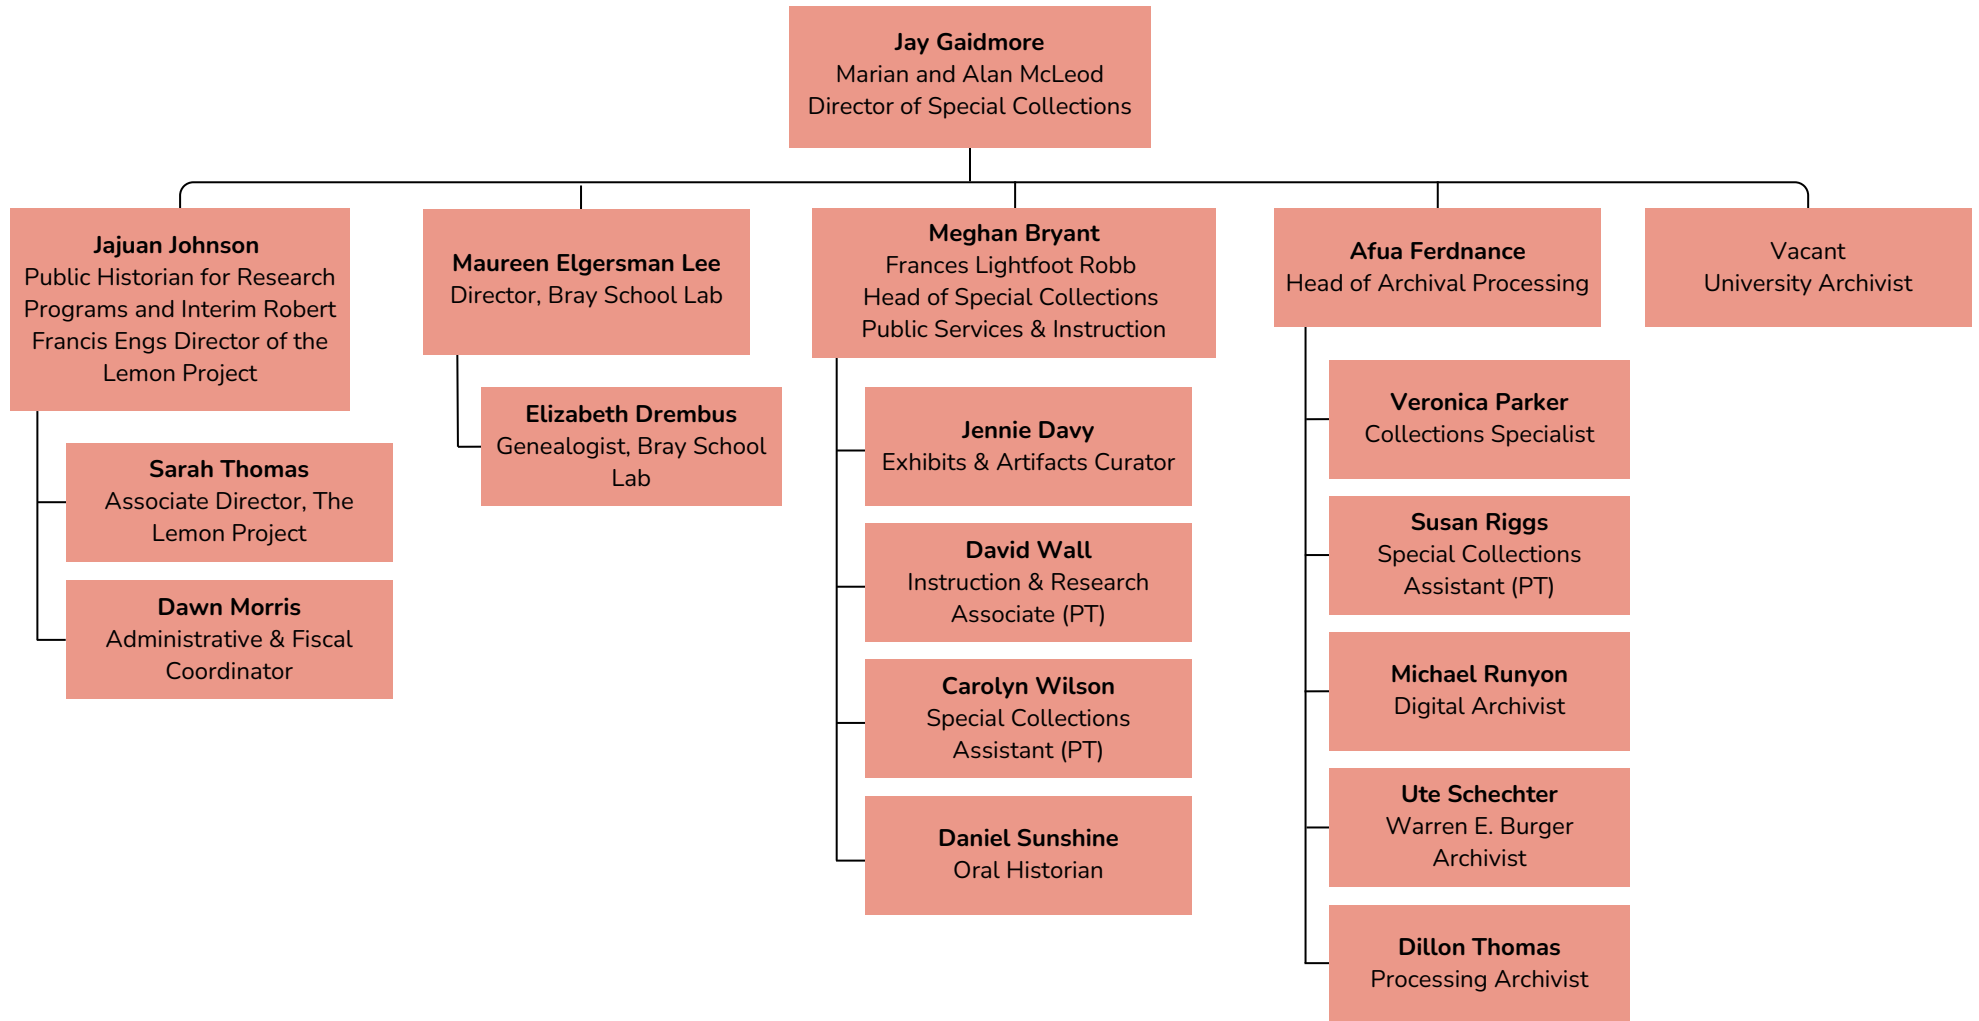 Jay Gaidmore
Marian and Alan McLeod
Director of Special Collections
Jajuan Johnson
Public Historian for Research
Programs and Interim Robert
Francis Engs Director of the
Lemon Project
Sarah Thomas
Associate Director, The
Lemon Project
Dawn Morris
Administrative & Fiscal
Coordinator
Maureen Elgersman Lee
Director, Bray School Lab
Elizabeth Drembus
Genealogist, Bray School
Lab
Meghan Bryant
Frances Lightfoot Robb
Head of Special Collections
Public Services & Instruction
Jennie Davy
Exhibits & Artifacts Curator
David Wall
Instruction & Research
Associate (PT)
Carolyn Wilson
Special Collections
Assistant (PT)
Daniel Sunshine
Oral Historian
Afua Ferdnance
Head of Archival Processing
Veronica Parker
Collections Specialist
Susan Riggs
Special Collections
Assistant (PT)
Michael Runyon
Digital Archivist
Ute Schechter
Warren E. Burger
Archivist
Dillon Thomas
Processing Archivist
Vacant
University Archivist